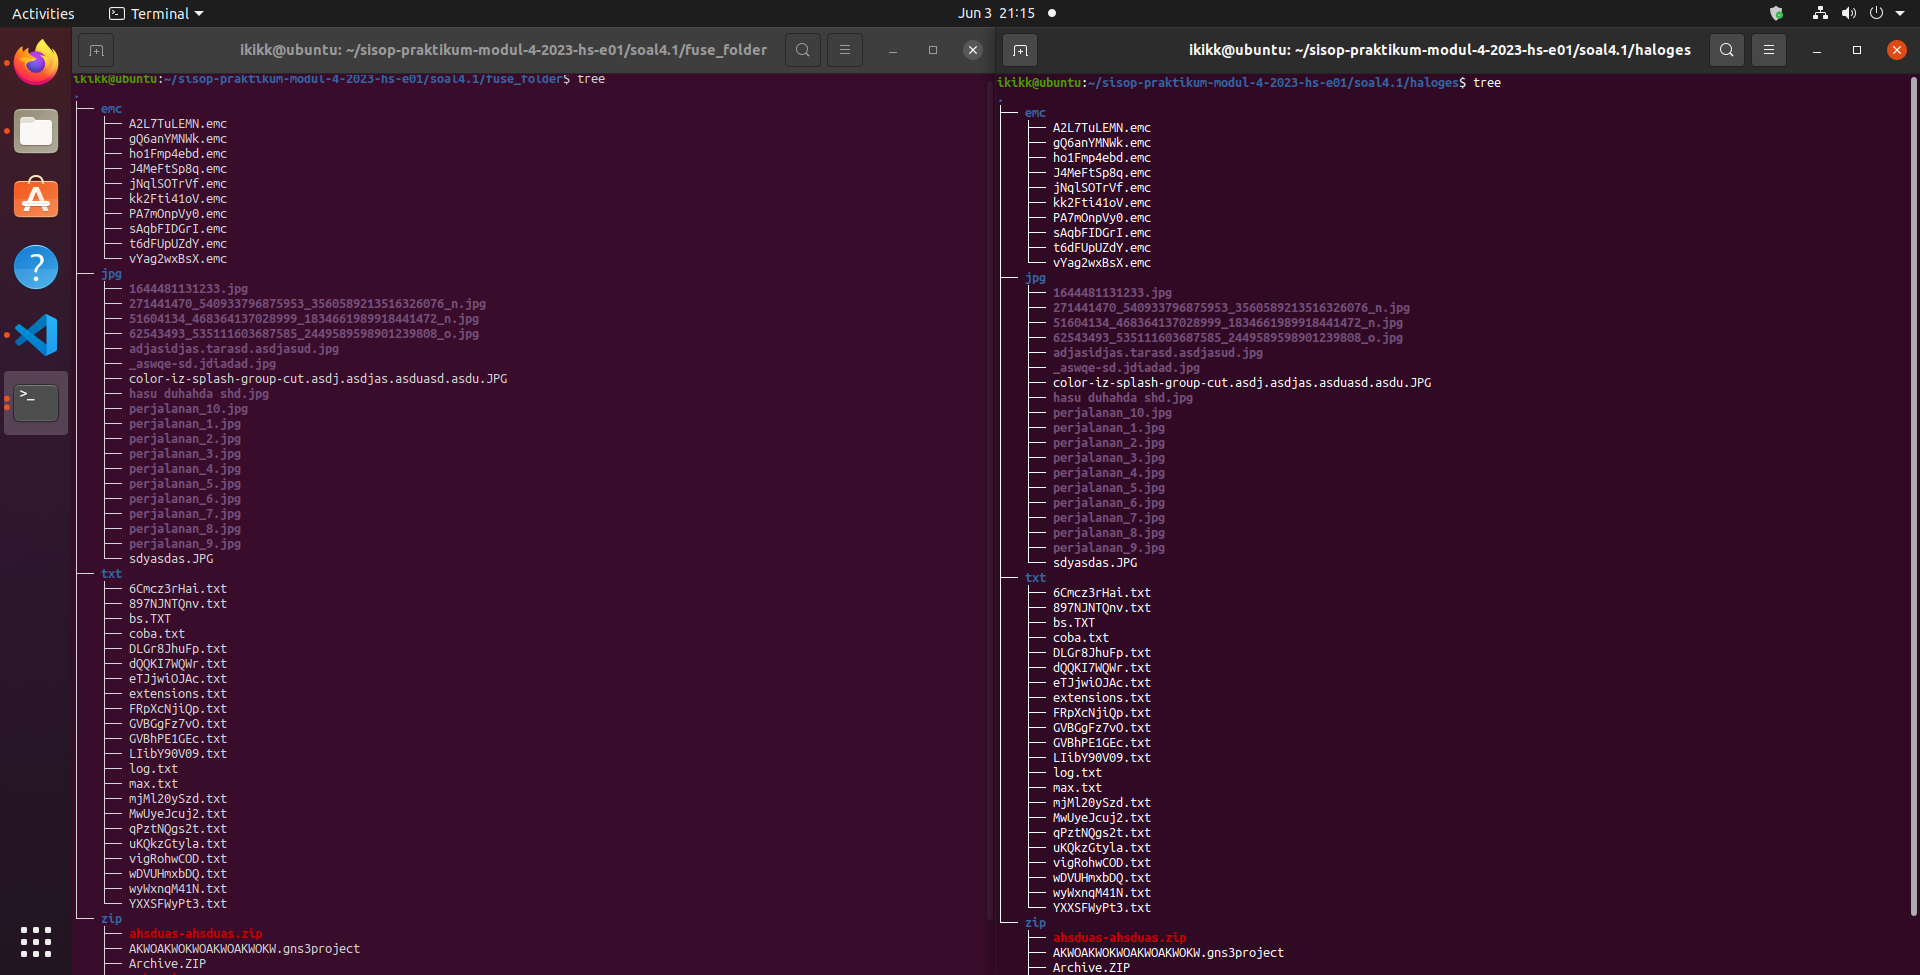 Activities
Terminal
Jun 3 21:15
ikikk@ubuntu: ~/sisop-praktikum-modul-4-2023-hs-e01/soal4.1/fuse_folder
ikikk@ubuntu:~/sisop-praktikum-modul-4-2023-hs-e01/soal4.1/fuse_folder$ tree
.
├── emc
│   ├── A2L7TuLEMN.emc
│   ├── gQ6anYMNWk.emc
│   ├── ho1Fmp4ebd.emc
│   ├── J4MeFtSp8q.emc
│   ├── jNqlSOTrVf.emc
│   ├── kk2Fti41oV.emc
│   ├── PA7mOnpVy0.emc
│   ├── sAqbFIDGrI.emc
│   ├── t6dFUpUZdY.emc
│   └── vYag2wxBsX.emc
├── jpg
│   ├── 1644481131233.jpg
│   ├── 271441470_540933796875953_3560589213516326076_n.jpg
│   ├── 51604134_468364137028999_1834661989918441472_n.jpg
│   ├── 62543493_535111603687585_2449589598901239808_o.jpg
│   ├── adjasidjas.tarasd.asdjasud.jpg
│   ├── _aswqe-sd.jdiadad.jpg
│   ├── color-iz-splash-group-cut.asdj.asdjas.asduasd.asdu.JPG
│   ├── hasu duhahda shd.jpg
│   ├── perjalanan_10.jpg
│   ├── perjalanan_1.jpg
│   ├── perjalanan_2.jpg
│   ├── perjalanan_3.jpg
│   ├── perjalanan_4.jpg
│   ├── perjalanan_5.jpg
│   ├── perjalanan_6.jpg
│   ├── perjalanan_7.jpg
│   ├── perjalanan_8.jpg
│   ├── perjalanan_9.jpg
│   └── sdyasdas.JPG
├── txt
│   ├── 6Cmcz3rHai.txt
│   ├── 897NJNTQnv.txt
│   ├── bs.TXT
│   ├── coba.txt
│   ├── DLGr8JhuFp.txt
│   ├── dQQKI7WQWr.txt
│   ├── eTJjwiOJAc.txt
│   ├── extensions.txt
│   ├── FRpXcNjiQp.txt
│   ├── GVBGgFz7vO.txt
│   ├── GVBhPE1GEc.txt
│   ├── LIibY90V09.txt
│   ├── log.txt
│   ├── max.txt
│   ├── mjMl20ySzd.txt
│   ├── MwUyeJcuj2.txt
│   ├── qPztNQgs2t.txt
│   ├── uKQkzGtyla.txt
│   ├── vigRohwCOD.txt
│   ├── wDVUHmxbDQ.txt
│   ├── wyWxnqM41N.txt
│   └── YXXSFWyPt3.txt
└── zip
    ├── ahsduas-ahsduas.zip
    ├── AKWOAKWOKWOAKWOAKWOKW.gns3project
    ├── Archive.ZIP
ikikk@ubuntu: ~/sisop-praktikum-modul-4-2023-hs-e01/soal4.1/haloges
ikikk@ubuntu:~/sisop-praktikum-modul-4-2023-hs-e01/soal4.1/haloges$ tree
.
├── emc
│   ├── A2L7TuLEMN.emc
│   ├── gQ6anYMNWk.emc
│   ├── ho1Fmp4ebd.emc
│   ├── J4MeFtSp8q.emc
│   ├── jNqlSOTrVf.emc
│   ├── kk2Fti41oV.emc
│   ├── PA7mOnpVy0.emc
│   ├── sAqbFIDGrI.emc
│   ├── t6dFUpUZdY.emc
│   └── vYag2wxBsX.emc
├── jpg
│   ├── 1644481131233.jpg
│   ├── 271441470_540933796875953_3560589213516326076_n.jpg
│   ├── 51604134_468364137028999_1834661989918441472_n.jpg
│   ├── 62543493_535111603687585_2449589598901239808_o.jpg
│   ├── adjasidjas.tarasd.asdjasud.jpg
│   ├── _aswqe-sd.jdiadad.jpg
│   ├── color-iz-splash-group-cut.asdj.asdjas.asduasd.asdu.JPG
│   ├── hasu duhahda shd.jpg
│   ├── perjalanan_10.jpg
│   ├── perjalanan_1.jpg
│   ├── perjalanan_2.jpg
│   ├── perjalanan_3.jpg
│   ├── perjalanan_4.jpg
│   ├── perjalanan_5.jpg
│   ├── perjalanan_6.jpg
│   ├── perjalanan_7.jpg
│   ├── perjalanan_8.jpg
│   ├── perjalanan_9.jpg
│   └── sdyasdas.JPG
├── txt
│   ├── 6Cmcz3rHai.txt
│   ├── 897NJNTQnv.txt
│   ├── bs.TXT
│   ├── coba.txt
│   ├── DLGr8JhuFp.txt
│   ├── dQQKI7WQWr.txt
│   ├── eTJjwiOJAc.txt
│   ├── extensions.txt
│   ├── FRpXcNjiQp.txt
│   ├── GVBGgFz7vO.txt
│   ├── GVBhPE1GEc.txt
│   ├── LIibY90V09.txt
│   ├── log.txt
│   ├── max.txt
│   ├── mjMl20ySzd.txt
│   ├── MwUyeJcuj2.txt
│   ├── qPztNQgs2t.txt
│   ├── uKQkzGtyla.txt
│   ├── vigRohwCOD.txt
│   ├── wDVUHmxbDQ.txt
│   ├── wyWxnqM41N.txt
│   └── YXXSFWyPt3.txt
└── zip
    ├── ahsduas-ahsduas.zip
    ├── AKWOAKWOKWOAKWOAKWOKW.gns3project
    ├── Archive.ZIP